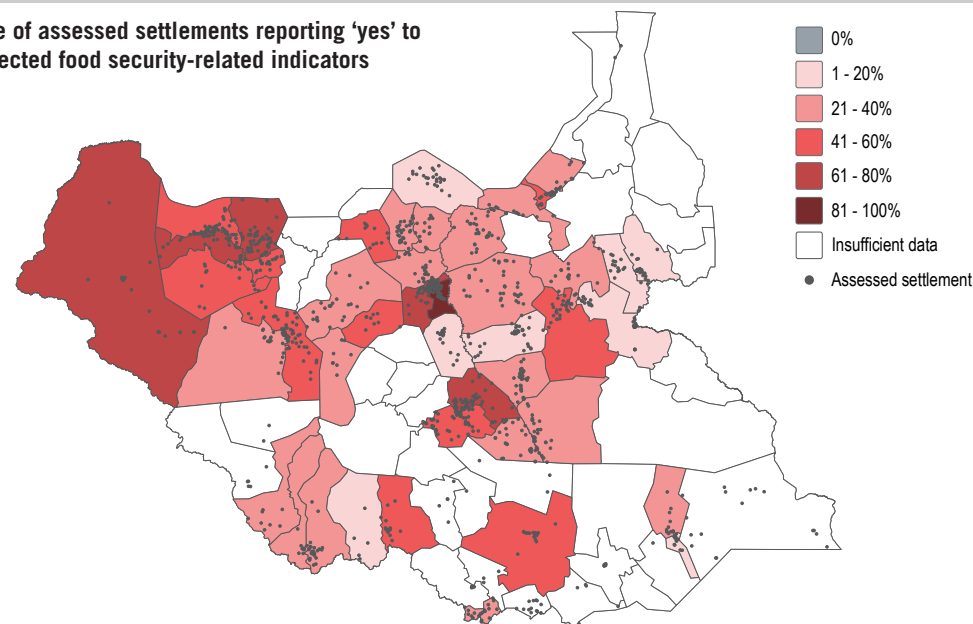 of assessed settlements reporting ‘yes’ to
food security-related indicators
0%
1 - 20%
21 - 40%
41 - 60%
61 - 80%
81 - 100%
Insufficient data
Assessed settlement